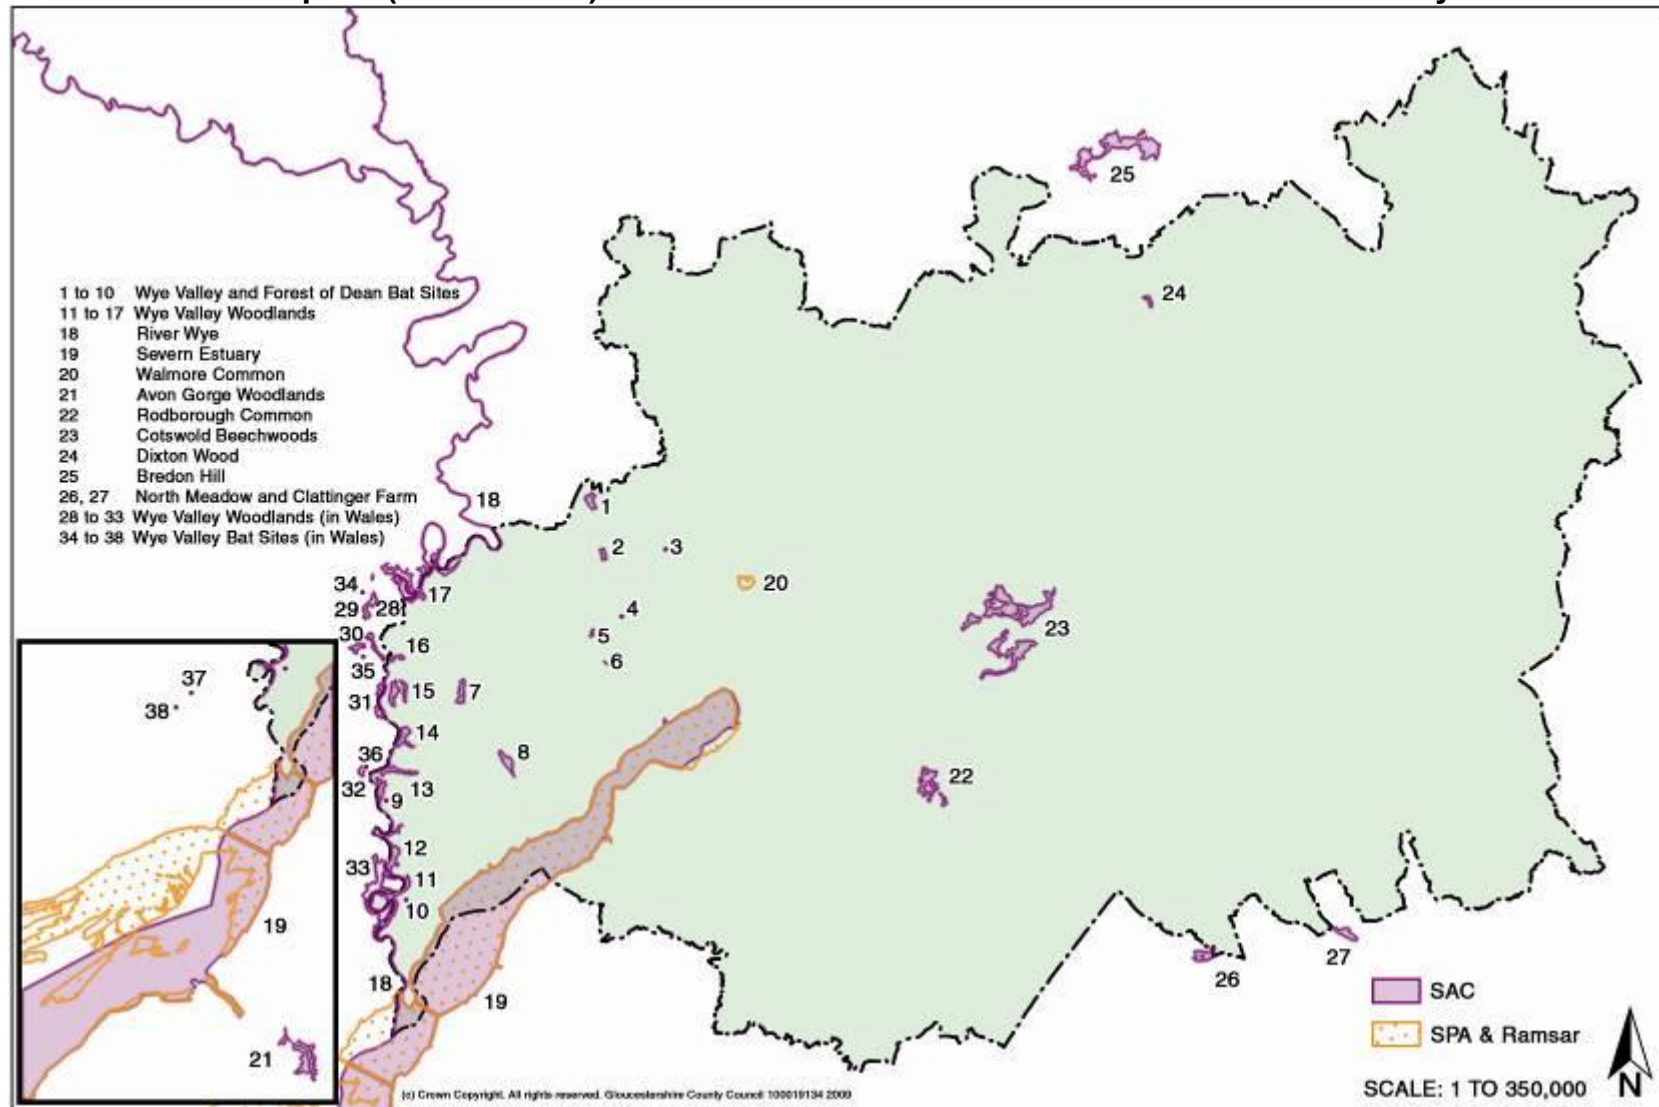 1 to 10 Wye Valley and Forest of Dean Bat Sites
11 to 17 Wye Valley Woodlands
18 River Wye
19 Severn Estuary
20 Walmore Common
21 Avon Gorge Woodlands
22 Rodborough Common
23 Cotswold Beechwoods
24 Dixton Wood
25 Bredon Hill
26, 27 North Meadow and Clattinger Farm
28 to 33 Wye Valley Woodlands (in Wales)
34 to 38 Wye Valley Bat Sites (in Wales)
25
24
18
1
2
3
34
17
20
29
28
4
23
30
5
16
6
35
37
15
7
31
38
14
36
8
22
32
13
9
12
33
11
10
19
27
26
18
19
SAC
SPA & Ramsar
21
SCALE: 1 TO 350,000
N
(c) Crown Copyright. All rights reserved. Gloucestershire County Council 100019134 2009